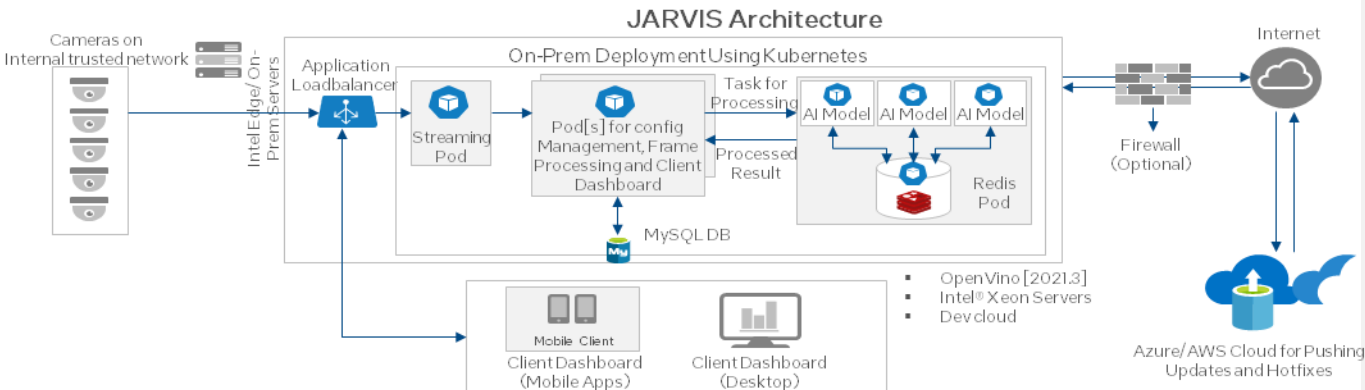 JARVIS Architecture
Cameras on
Internal trusted network
Intel Edge/ On-
Prem Servers
On-Prem Deployment Using Kubernetes
Application
Loadbalancer
Streaming
Pod
Pod[s] for config
Management, Frame
Processing and Client
Dashboard
Task for
Processing
Processed
Result
AI Model
AI Model
AI Model
Redis
Pod
My
MySQL DB
Internet
Firewall
(Optional)
▪ OpenVino [2021.3]
▪ Intel® Xeon Servers
▪ Dev cloud
Mobile Client
Client Dashboard
(Mobile Apps)
Client Dashboard
(Desktop)
Azure/AWS Cloud for Pushing
Updates and Hotfixes